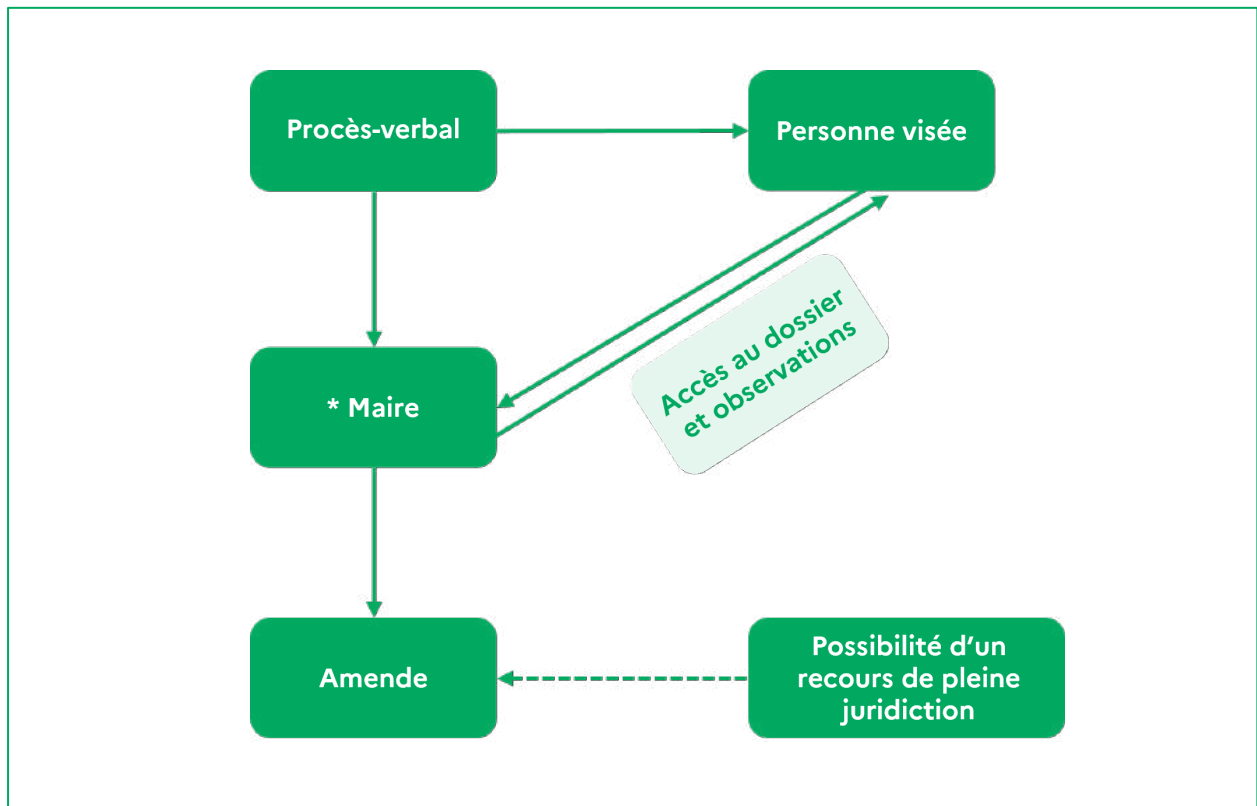 Procès-verbal
Personne visée
Accès au dossier
et observations
* Maire
Amende
Possibilité d’un
recours de pleine
juridiction